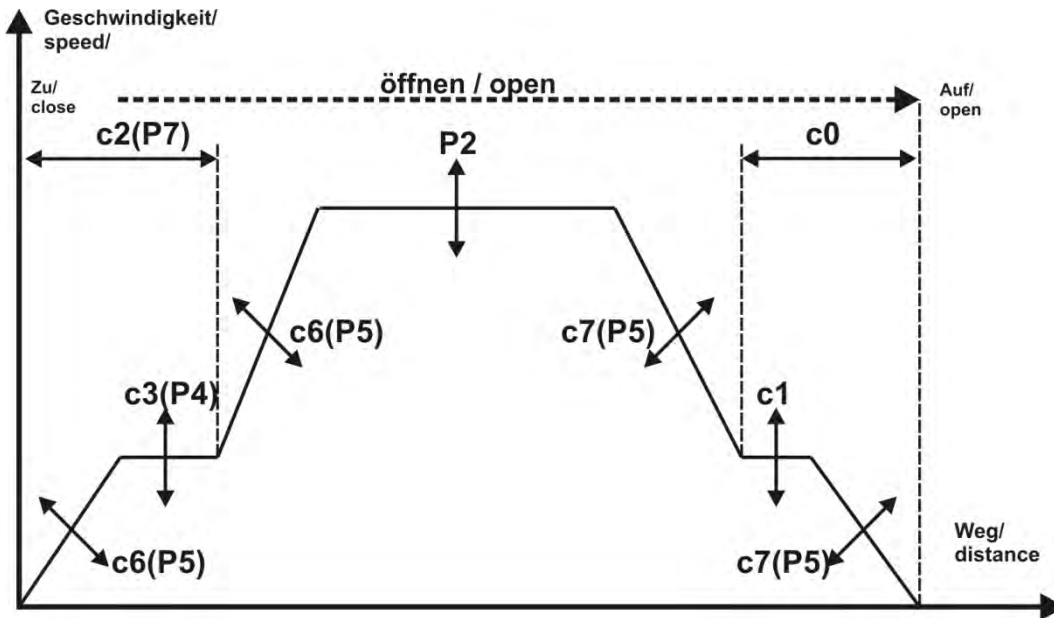 Geschwindigkeit/
speed/
öffnen / open
Zu/
close
Auf/
open
c2(P7)
P2
c0
c6(P5)
c7(P5)
c3(P4)
c1
c6(P5)
c7(P5)
Weg/
distance